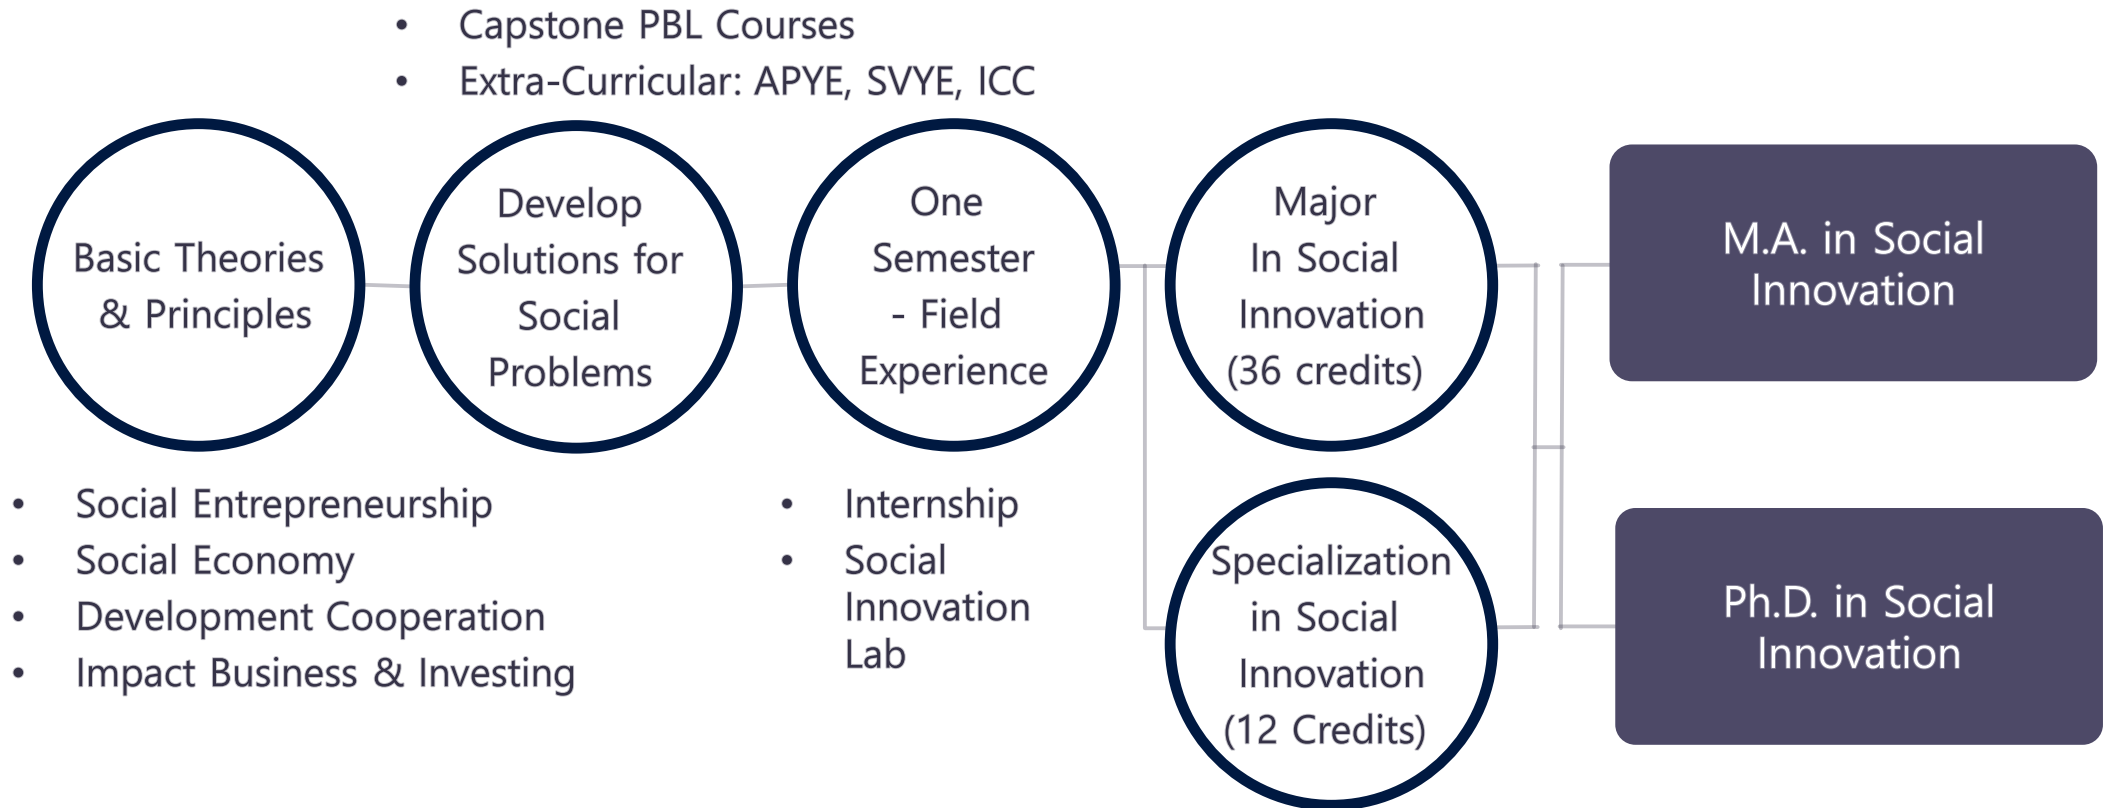 • Capstone PBL Courses
• Extra-Curricular: APYE, SVYE, ICC
Basic Theories
& Principles
Develop
Solutions for
Social
Problems
One
Semester
- Field
Experience
Major
In Social
Innovation
(36 credits)
M.A. in Social
Innovation
• Social Entrepreneurship
• Social Economy
• Development Cooperation
• Impact Business & Investing
• Internship
• Social
Innovation
Lab
Specialization
in Social
Innovation
(12 Credits)
Ph.D. in Social
Innovation